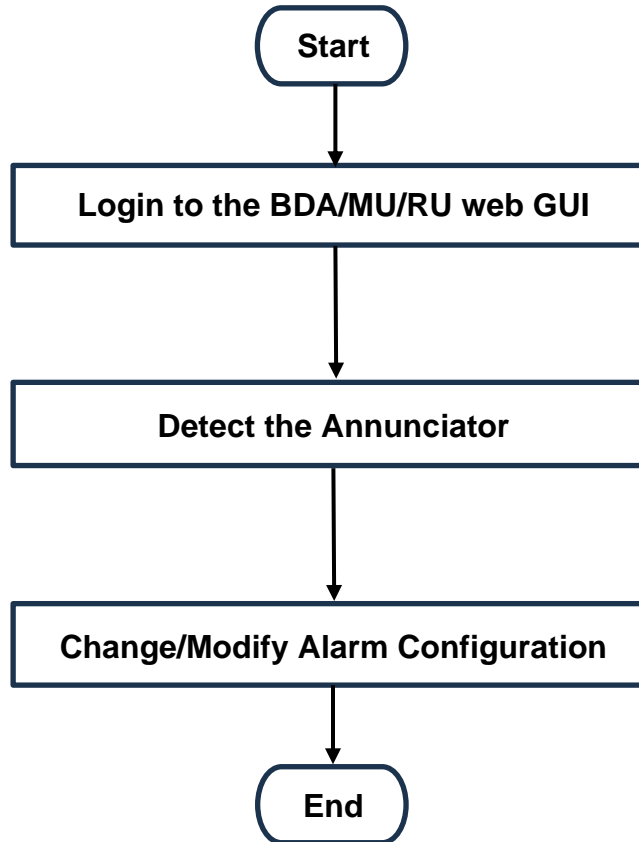 Start
Login to the BDA/MU/RU web GUI
Detect the Annunciator
Change/Modify Alarm Configuration
End